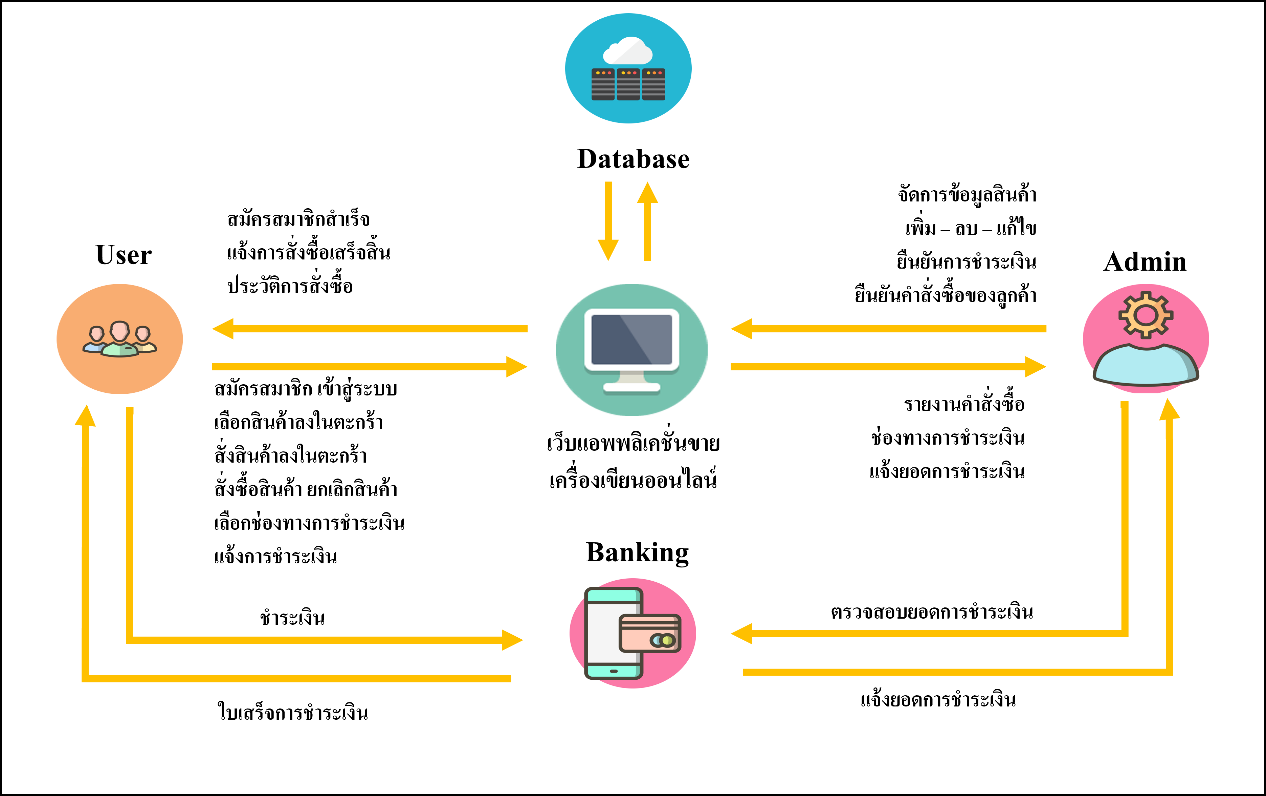 Database
สมัครสมาชิกสำเร็จ
แจ้งการสั่งซื้อเสร็จสิ้น
ประวัติการสั่งซื้อ
จัดการข้อมูลสินค้า
เพิ่ม – ลบ – แก้ไข
ยืนยันการชำระเงิน
ยืนยันคำสั่งซื้อของลูกค้า
User
Admin
สมัครสมาชิก เข้าสู่ระบบ
เลือกสินค้าลงในตะกร้า
สั่งสินค้าลงในตะกร้า
สั่งซื้อสินค้า ยกเลิกสินค้า
เลือกช่องทางการชำระเงิน
แจ้งการชำระเงิน
เว็บแอพพลิเคชั่นขาย
เครื่องเขียนออนไลน์
รายงานคำสั่งซื้อ
ช่องทางการชำระเงิน
แจ้งยอดการชำระเงิน
Banking
ชำระเงิน
ตรวจสอบยอดการชำระเงิน
ใบเสร็จการชำระเงิน
แจ้งยอดการชำระเงิน